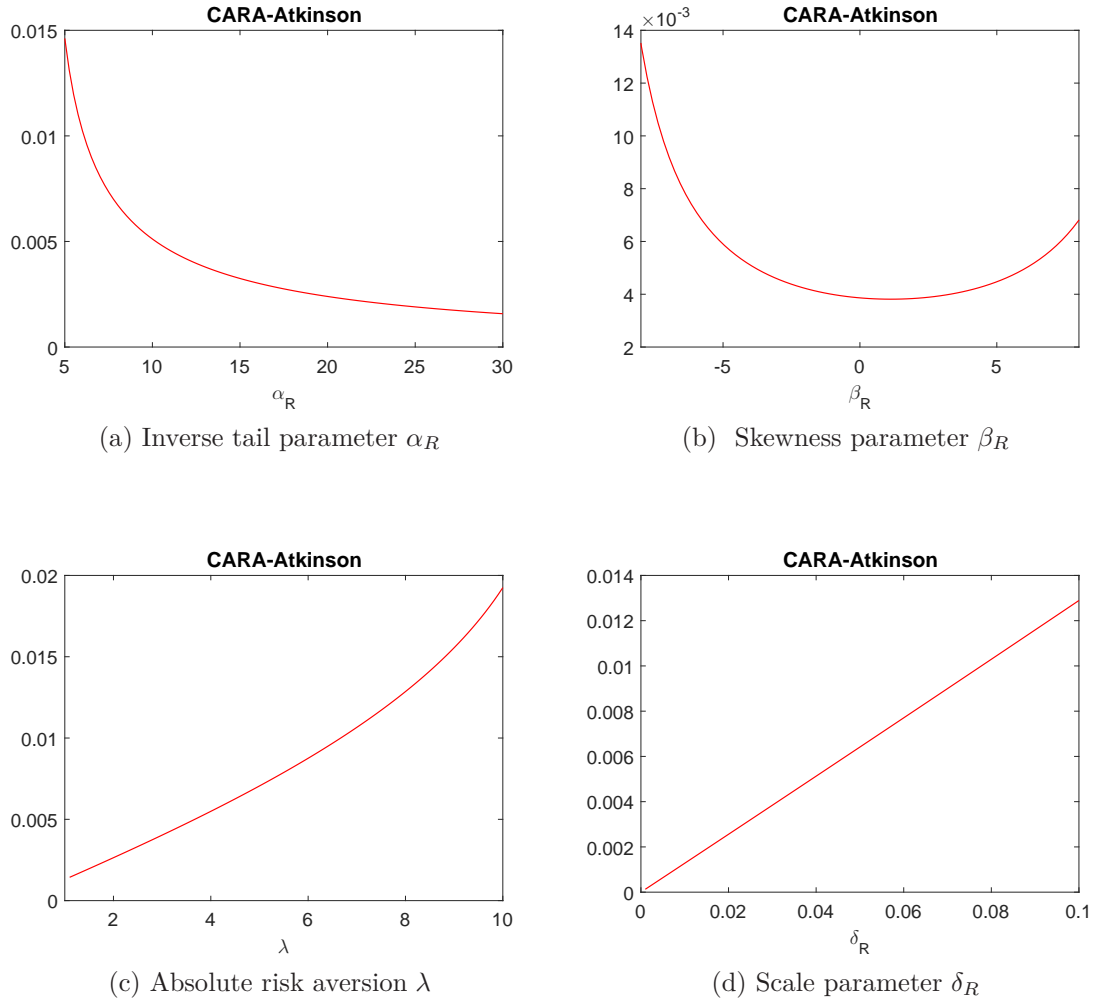 CARA-Atkinson
0.015
0.01
0.005
0
5 10 15 20 25 30
α_R
(a) Inverse tail parameter α_R
CARA-Atkinson
×10^-3
14
12
10
8
6
4
2
-5 0 5
β_R
(b) Skewness parameter β_R
CARA-Atkinson
0.02
0.015
0.01
0.005
0
2 4 6 8 10
λ
(c) Absolute risk aversion λ
CARA-Atkinson
0.014
0.012
0.01
0.008
0.006
0.004
0.002
0
0 0.02 0.04 0.06 0.08 0.1
δ_R
(d) Scale parameter δ_R